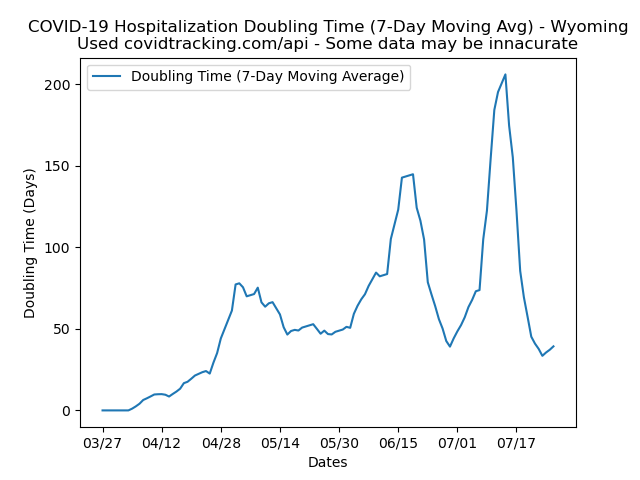 COVID-19 Hospitalization Doubling Time (7-Day Moving Avg) - Wyoming
Used covidtracking.com/api - Some data may be innacurate
Doubling Time (7-Day Moving Average)
200
150
100
50
0
Doubling Time (Days)
03/27 04/12 04/28 05/14 05/30 06/15 07/01 07/17
Dates